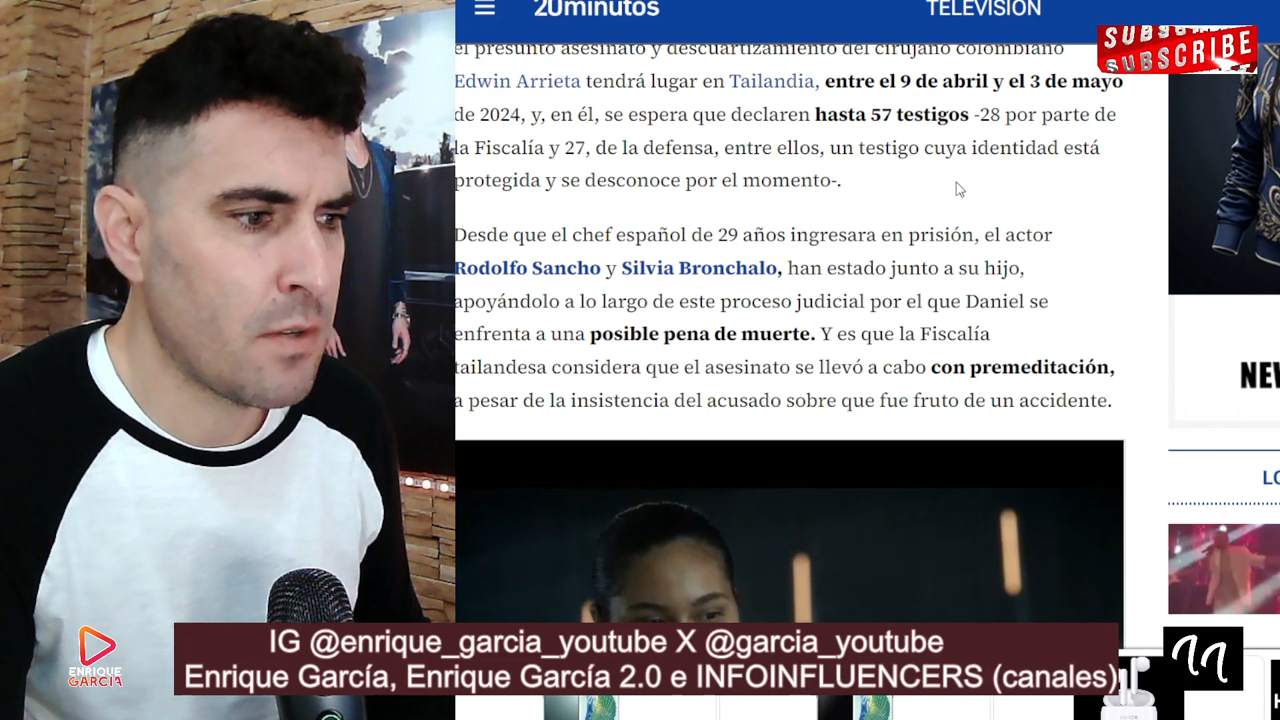 20minutos
TELEVISIÓN
SUBSCRIBE
SUBSCRIBE
el presunto asesinato y descuartizamiento del cirujano colombiano
Edwin Arrieta tendrá lugar en Tailandia, entre el 9 de abril y el 3 de mayo
de 2024, y, en él, se espera que declaren hasta 57 testigos -28 por parte de
la Fiscalía y 27, de la defensa, entre ellos, un testigo cuya identidad está
protegida y se desconoce por el momento-.
Desde que el chef español de 29 años ingresara en prisión, el actor
Rodolfo Sancho y Silvia Bronchalo, han estado junto a su hijo,
apoyándolo a lo largo de este proceso judicial por el que Daniel se
enfrenta a una posible pena de muerte. Y es que la Fiscalía
tailandesa considera que el asesinato se llevó a cabo con premeditación,
a pesar de la insistencia del acusado sobre que fue fruto de un accidente.
IG @enrique_garcia_youtube X @garcia_youtube
Enrique García, Enrique García 2.0 e INFOINFLUENCERS (canales)
ENRIQUE
GARCÍA